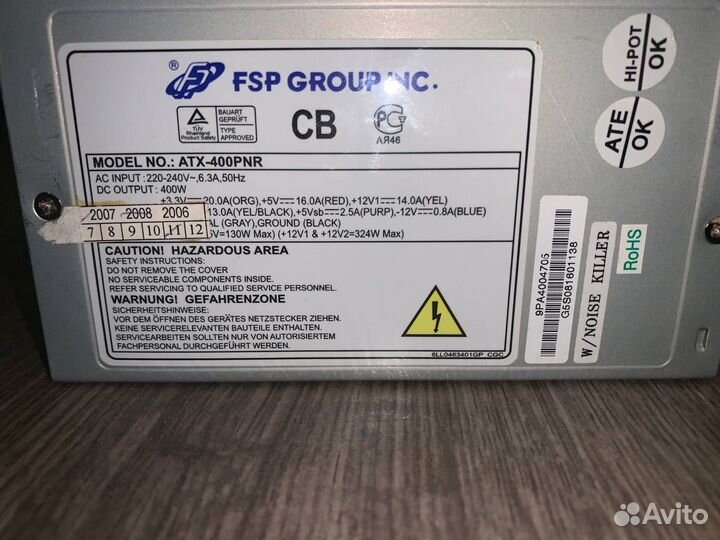 ® FSP GROUP INC.
TÜV Rheinland Product Safety
BAUART GEPRÜFT
TYPE APPROVED
CB
АЯ46
MODEL NO.: ATX-400PNR
AC INPUT: 220-240V~,6.3A,50Hz
DC OUTPUT: 400W
+3.3V⎓20.0A(ORG),+5V⎓16.0A(RED),+12V1⎓14.0A(YEL)
13.0A(YEL/BLACK),+5Vsb⎓2.5A(PURP),-12V⎓0.8A(BLUE)
(GRAY),GROUND (BLACK)
=130W Max) (+12V1 & +12V2=324W Max)
2007 2008 2006
7 8 9 10 11 12
CAUTION! HAZARDOUS AREA
SAFETY INSTRUCTIONS:
DO NOT REMOVE THE COVER
NO SERVICEABLE COMPONENTS INSIDE.
REFER SERVICING TO QUALIFIED SERVICE PERSONNEL.
WARNUNG! GEFAHRENZONE
SICHERHEITSHINWEISE:
VOR DEM ÖFFNEN DES GERÄTES NETZSTECKER ZIEHEN.
KEINE SERVICERELEVANTEN BAUTEILE ENTHALTEN.
SERVICEARBEITEN SOLLTEN NUR VON AUTORISIERTEM
FACHPERSONAL DURCHGEFÜHRT WERDEN!
6LL0463401GP CGC
9PA4004705
G5S081601138
W/NOISE KILLER
RoHS
HI-POT
OK
ATE
OK
Avito